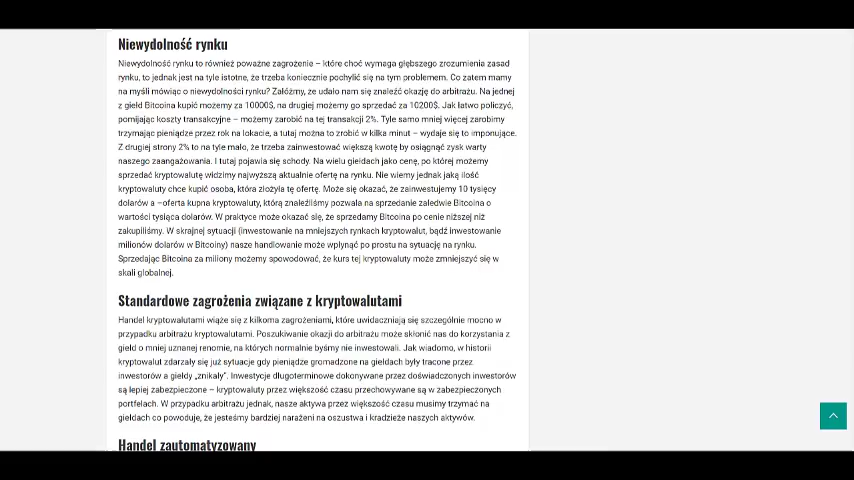 Niewydolność rynku
Niewydolność rynku to również poważne zagrożenie – które choć wymaga głębszego zrozumienia zasad
rynku, to jednak jest na tyle istotne, że trzeba koniecznie pochylić się na tym problemem. Co zatem mamy
na myśli mówiąc o niewydolności rynku? Załóżmy, że udało nam się znaleźć okazję do arbitrażu. Na jednej
z giełd Bitcoina kupić możemy za 10000$, na drugiej możemy go sprzedać za 10200$. Jak łatwo policzyć,
pomijając koszty transakcyjne – możemy zarobić na tej transakcji 2%. Tyle samo mniej więcej zarobimy
trzymając pieniądze przez rok na lokacie, a tutaj można to zrobić w kilka minut – wydaje się to imponujące.
Z drugiej strony 2% to na tyle mało, że trzeba zainwestować większą kwotę by osiągnąć zysk warty
naszego zaangażowania. I tutaj pojawia się schody. Na wielu giełdach jako cenę, po której możemy
sprzedać kryptowalutę widzimy najwyższą aktualnie ofertę na rynku. Nie wiemy jednak jaką ilość
kryptowaluty chce kupić osoba, która złożyła tę ofertę. Może się okazać, że zainwestujemy 10 tysięcy
dolarów a –oferta kupna kryptowaluty, którą znaleźliśmy pozwala na sprzedanie zaledwie Bitcoina o
wartości tysiąca dolarów. W praktyce może okazać się, że sprzedamy Bitcoina po cenie niższej niż
zakupiliśmy. W skrajnej sytuacji (inwestowanie na mniejszych rynkach kryptowalut, bądź inwestowanie
milionów dolarów w Bitcoiny) nasze handlowanie może wpłynąć po prostu na sytuację na rynku.
Sprzedając Bitcoina za miliony możemy spowodować, że kurs tej kryptowaluty może zmniejszyć się w
skali globalnej.
Standardowe zagrożenia związane z kryptowalutami
Handel kryptowalutami wiąże się z kilkoma zagrożeniami, które uwidaczniają się szczególnie mocno w
przypadku arbitrażu kryptowalutami. Poszukiwanie okazji do arbitrażu może skłonić nas do korzystania z
giełd o mniej uznanej renomie, na których normalnie byśmy nie inwestowali. Jak wiadomo, w historii
kryptowalut zdarzały się już sytuacje gdy pieniądze gromadzone na giełdach były tracone przez
inwestorów a giełdy „znikały”. Inwestycje długoterminowe dokonywane przez doświadczonych inwestorów
są lepiej zabezpieczone – kryptowaluty przez większość czasu przechowywane są w zabezpieczonych
portfelach. W przypadku arbitrażu jednak, nasze aktywa przez większość czasu musimy trzymać na
giełdach co powoduje, że jesteśmy bardziej narażeni na oszustwa i kradzieże naszych aktywów.
Handel zautomatyzowany